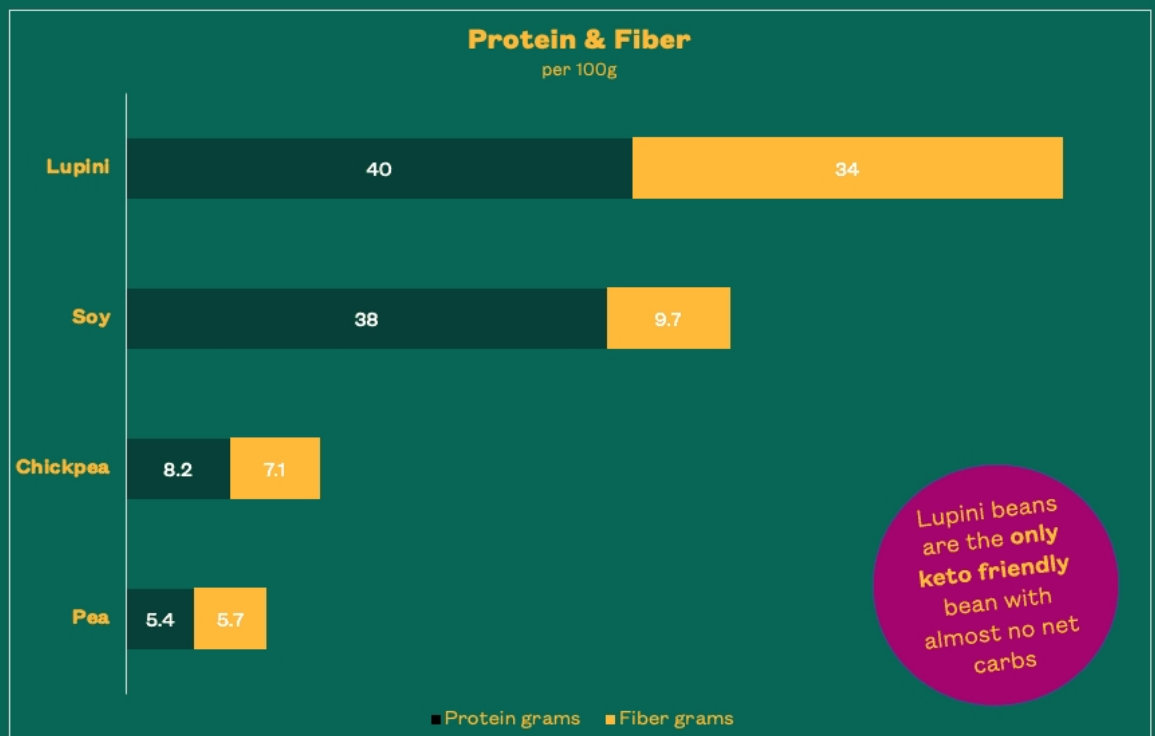 Protein & Fiber
per 100g
Lupini
40
34
Soy
38
9.7
Chickpea
8.2
7.1
Pea
5.4
5.7
Lupini beans
are the only
keto friendly
bean with
almost no net
carbs
Protein grams
Fiber grams